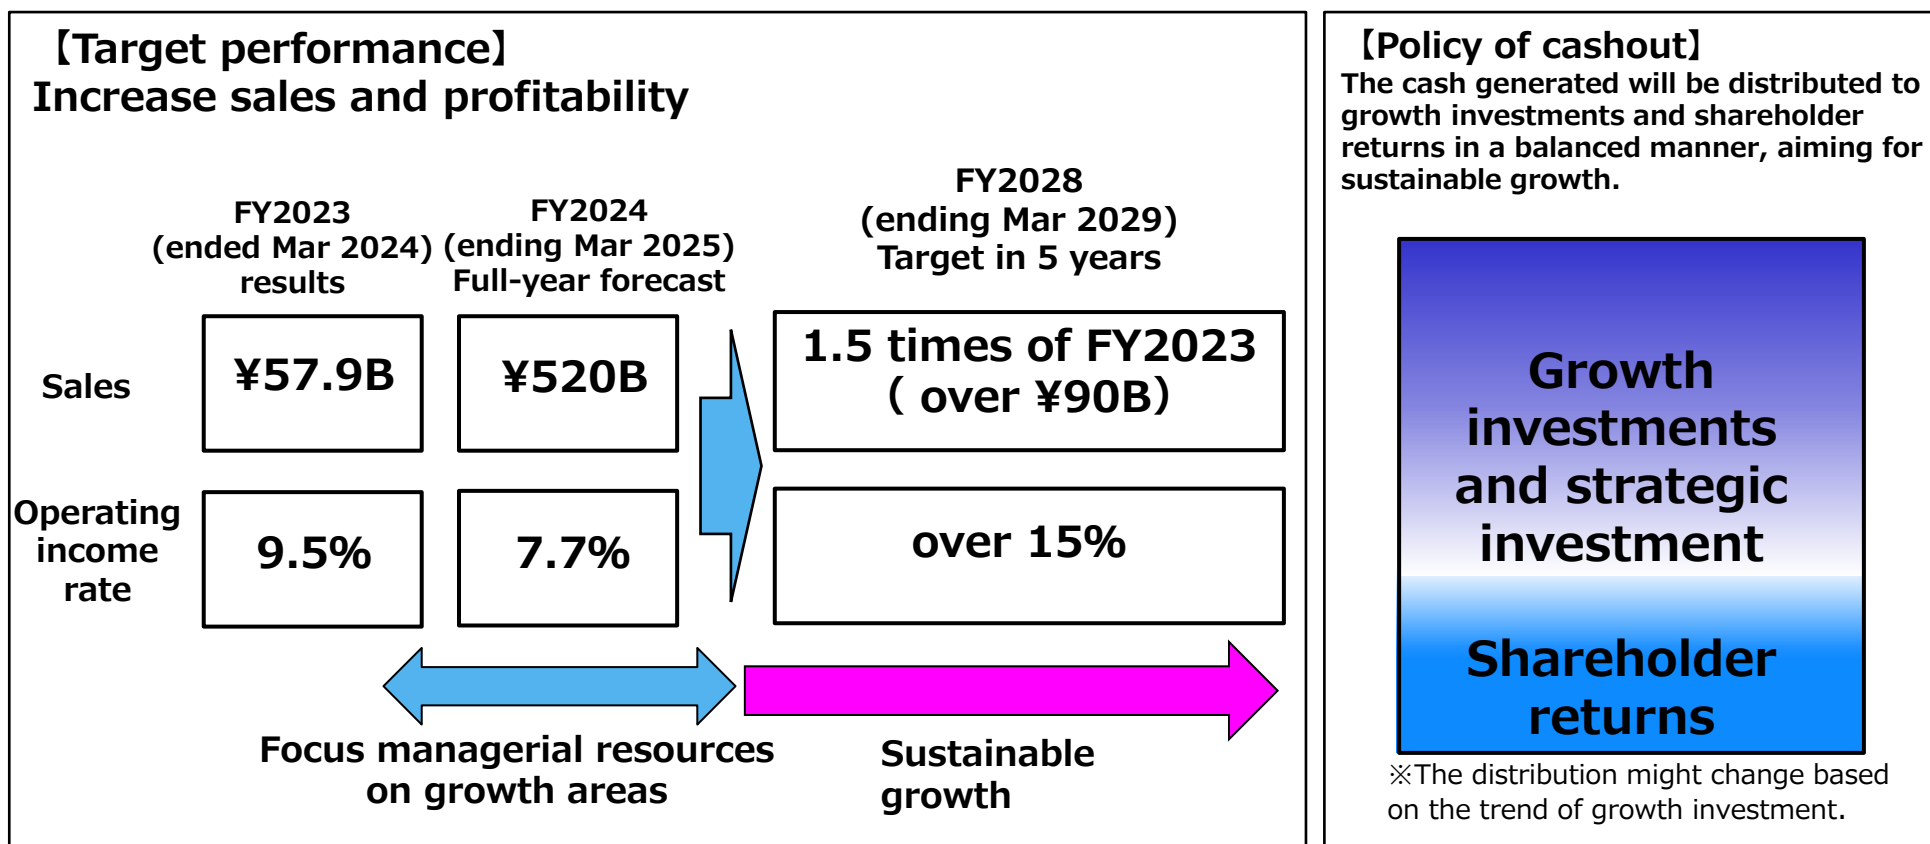 【Target performance】
Increase sales and profitability
FY2023
(ended Mar 2024)
results
FY2024
(ending Mar 2025)
Full-year forecast
FY2028
(ending Mar 2029)
Target in 5 years
Sales
¥57.9B
¥520B
1.5 times of FY2023
( over ¥90B)
Operating
income
rate
9.5%
7.7%
over 15%
Focus managerial resources
on growth areas
Sustainable
growth
【Policy of cashout】
The cash generated will be distributed to
growth investments and shareholder
returns in a balanced manner, aiming for
sustainable growth.
Growth
investments
and strategic
investment
Shareholder
returns
※The distribution might change based
on the trend of growth investment.